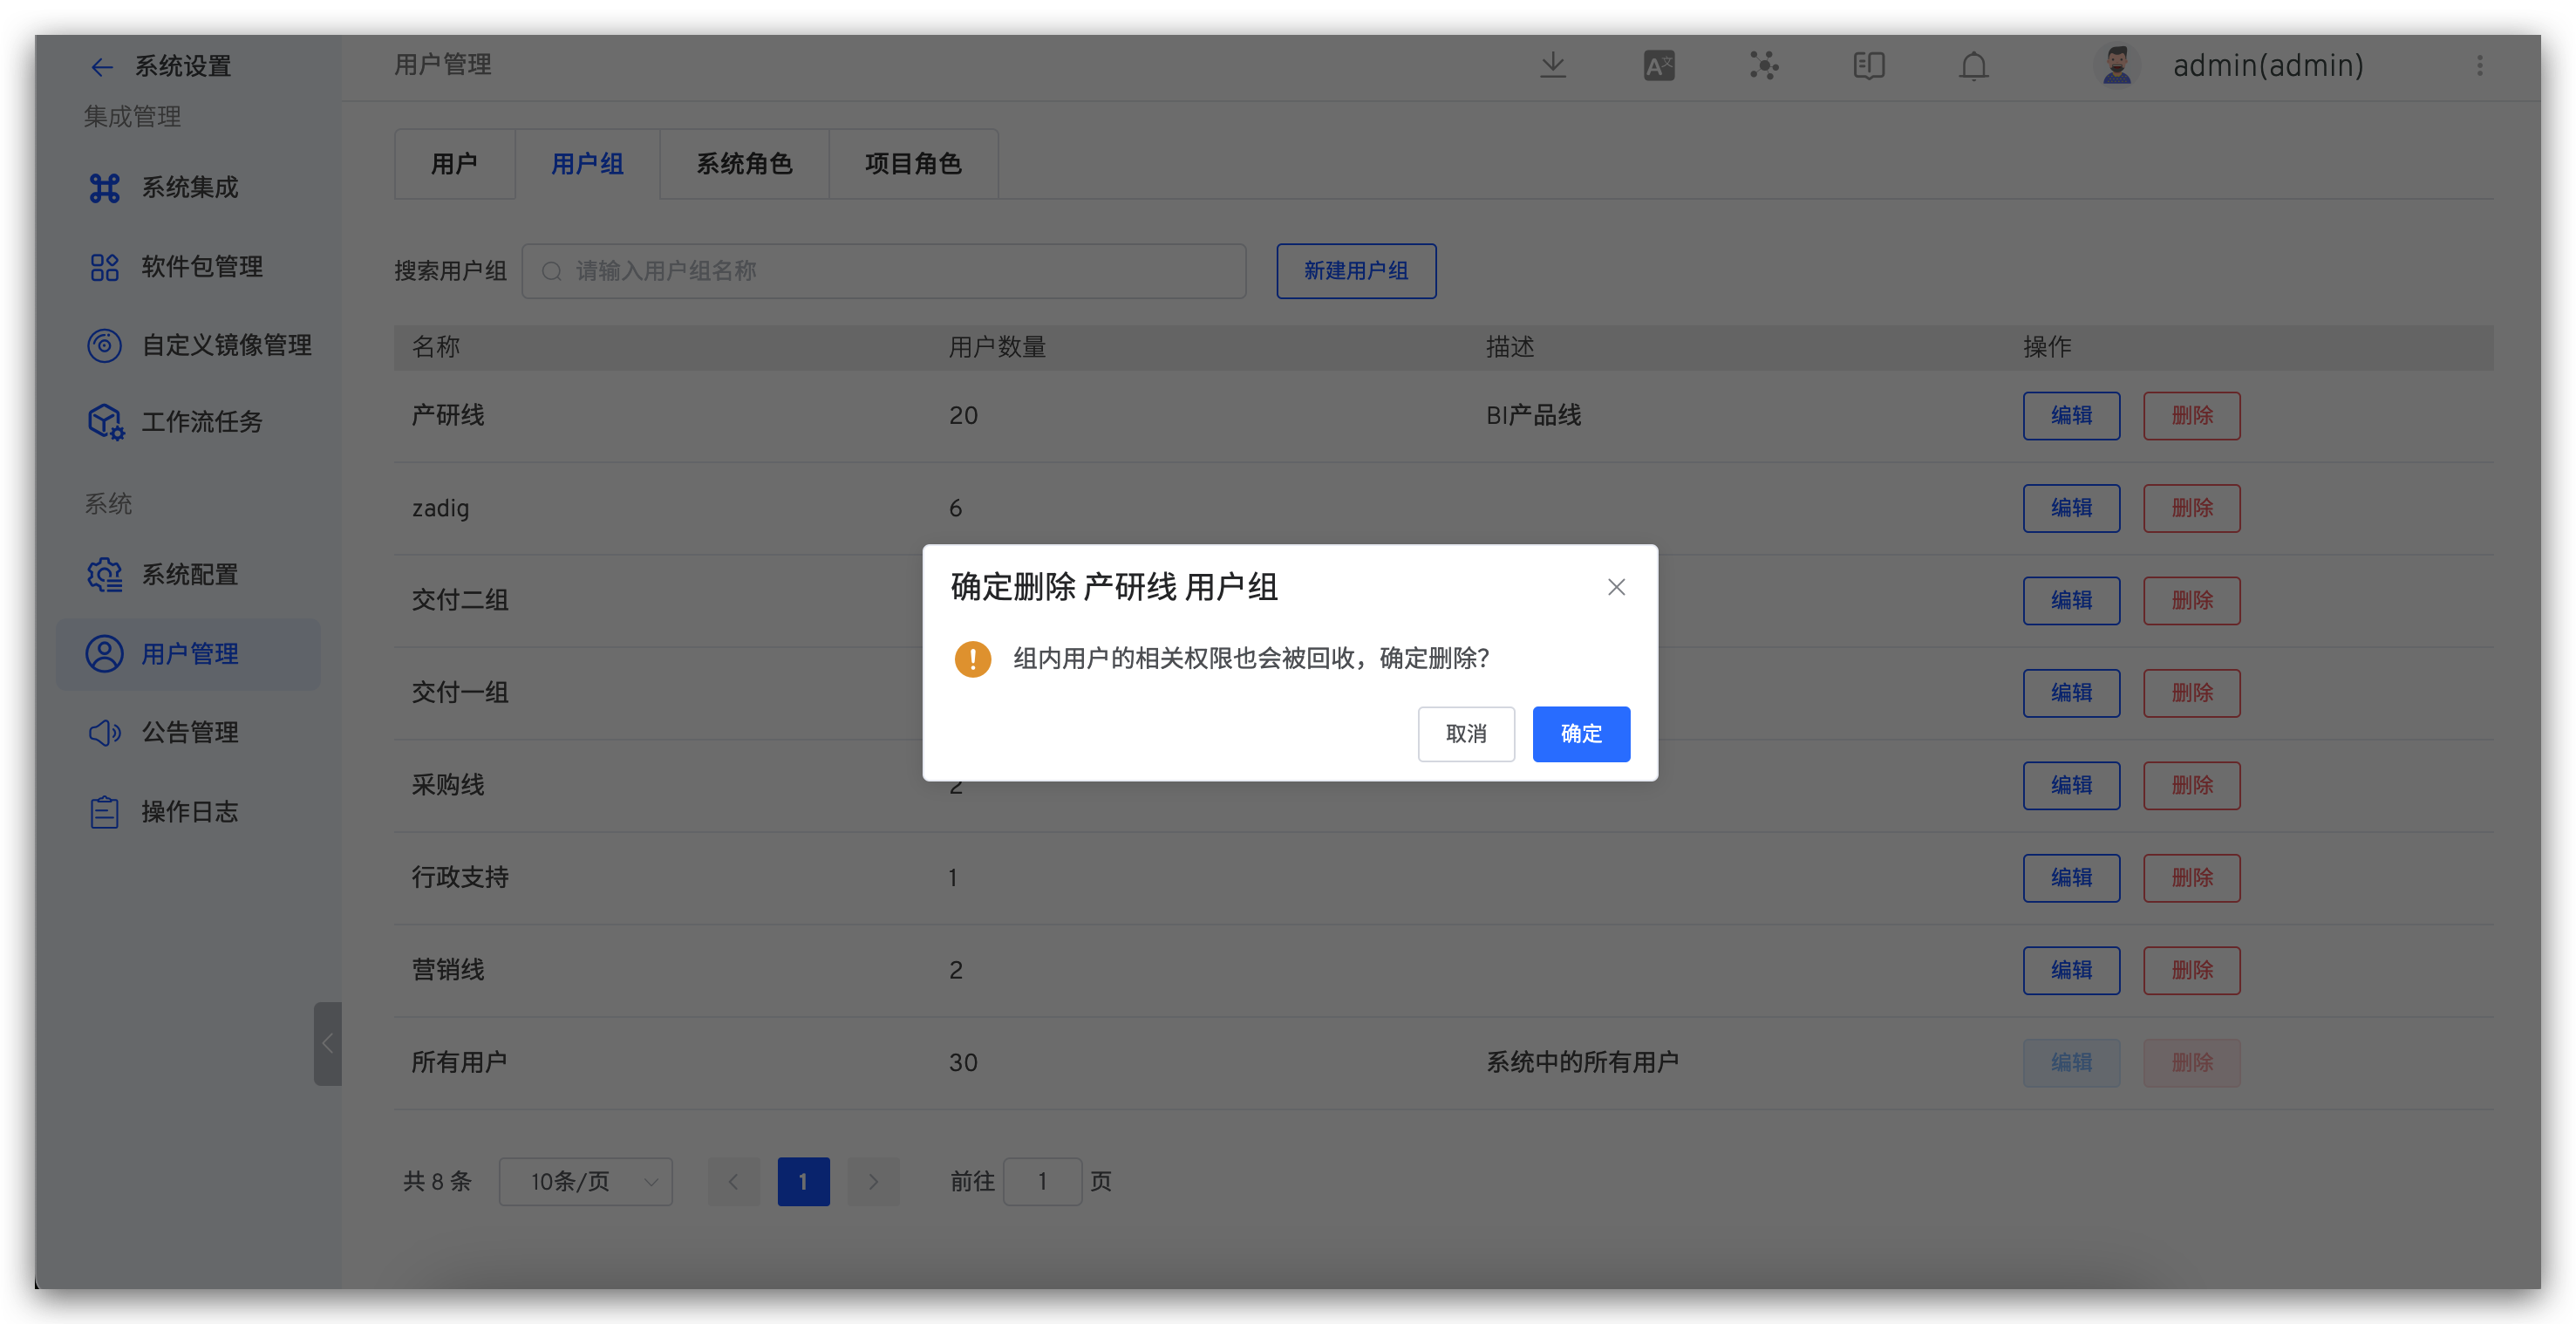 系统设置
集成管理
系统集成
软件包管理
自定义镜像管理
工作流任务
系统
系统配置
用户管理
公告管理
操作日志
用户管理
admin(admin)
用户 用户组 系统角色 项目角色
搜索用户组 请输入用户组名称 新建用户组
名称 用户数量 描述 操作
产研线 20 BI产品线 编辑 删除
zadig 6 编辑 删除
交付二组 编辑 删除
交付一组 编辑 删除
采购线 2 编辑 删除
行政支持 1 编辑 删除
营销线 2 编辑 删除
所有用户 30 系统中的所有用户 编辑 删除
共 8 条 10条/页 1 前往 1 页
确定删除 产研线 用户组
组内用户的相关权限也会被回收，确定删除？
取消 确定